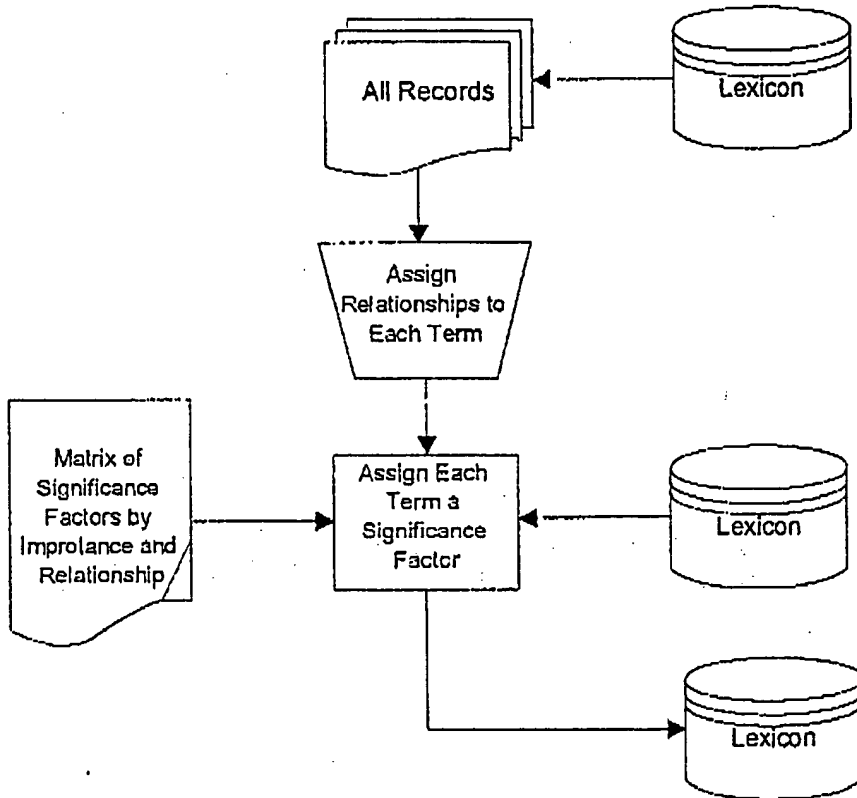 All Records
Lexicon
Assign
Relationships to
Each Term
Matrix of
Significance
Factors by
Improlance and
Relationship
Assign Each
Term a
Significance
Factor
Lexicon
Lexicon